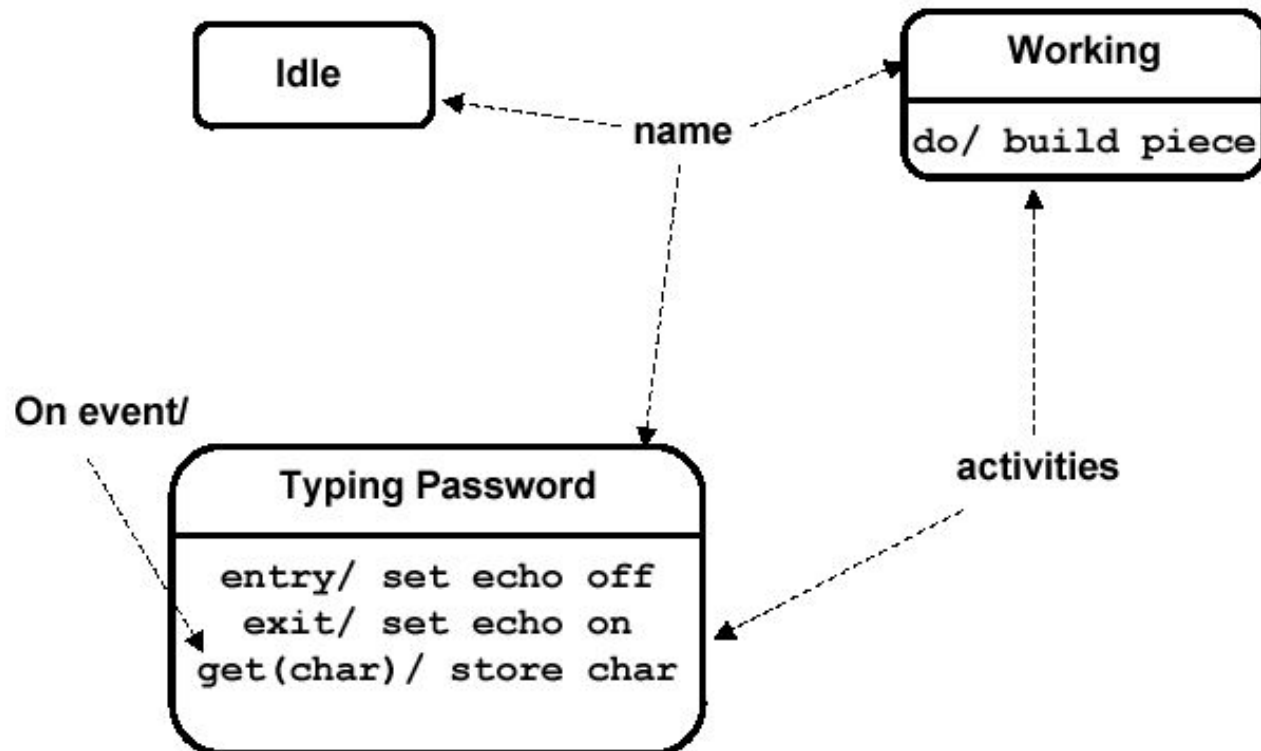 Idle
Working
do/ build piece
name
On event/
activities
Typing Password
entry/ set echo off
exit/ set echo on
get(char)/ store char